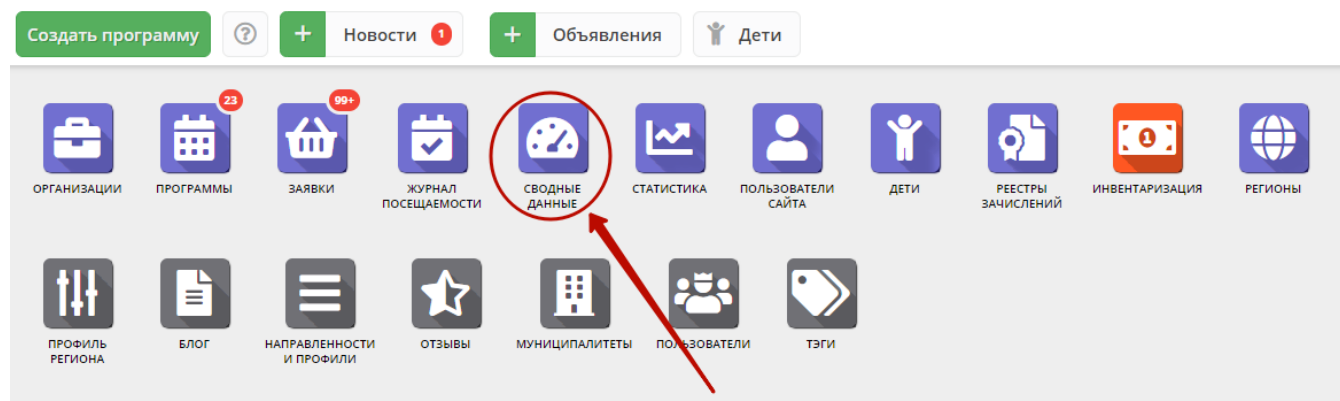 Создать программу
?
+ Новости 1
+ Объявления
Дети
23
99+
1
ОРГАНИЗАЦИИ
ПРОГРАММЫ
ЗАЯВКИ
ЖУРНАЛ
ПОСЕЩАЕМОСТИ
СВОДНЫЕ
ДАННЫЕ
СТАТИСТИКА
ПОЛЬЗОВАТЕЛИ
САЙТА
ДЕТИ
РЕЕСТРЫ
ЗАЧИСЛЕНИЙ
ИНВЕНТАРИЗАЦИЯ
РЕГИОНЫ
ПРОФИЛЬ
РЕГИОНА
БЛОГ
НАПРАВЛЕННОСТИ
И ПРОФИЛИ
ОТЗЫВЫ
МУНИЦИПАЛИТЕТЫ
ПОЛЬЗОВАТЕЛИ
ТЭГИ